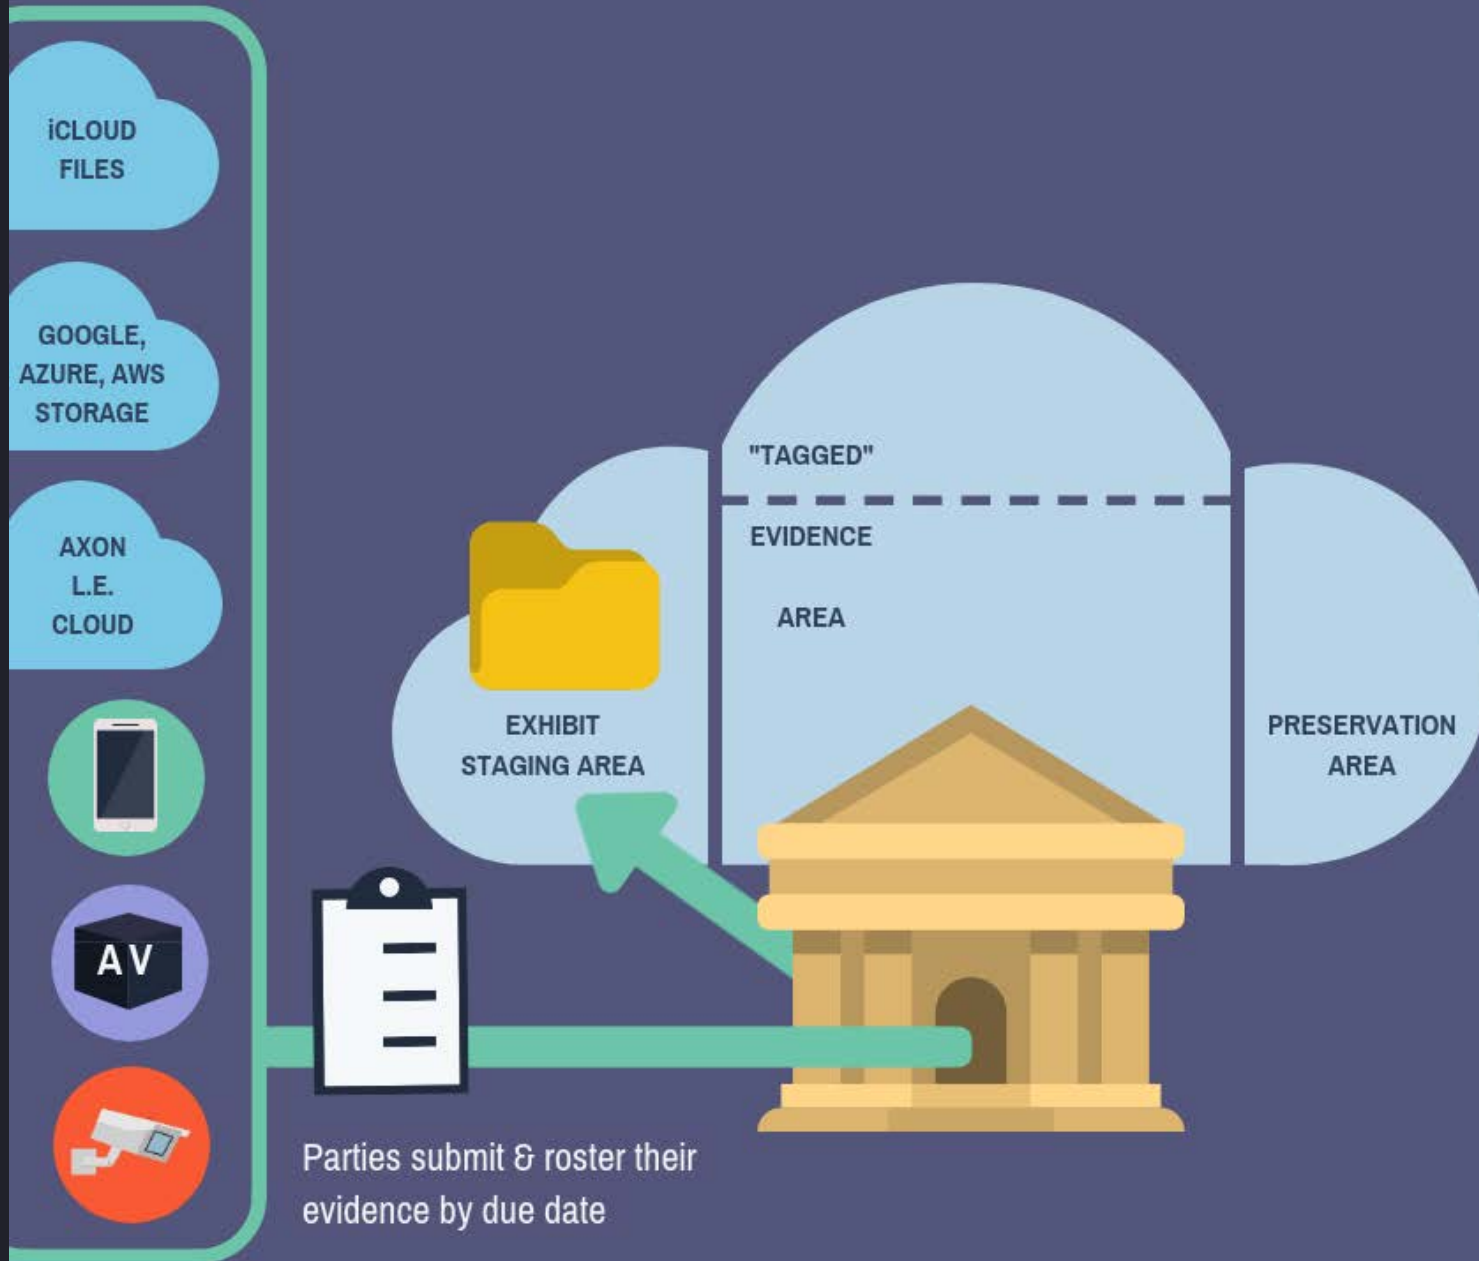 iCLOUD
FILES
GOOGLE,
AZURE, AWS
STORAGE
AXON
L.E.
CLOUD
AV
"TAGGED"
EVIDENCE
AREA
EXHIBIT
STAGING AREA
PRESERVATION
AREA
Parties submit & roster their
evidence by due date